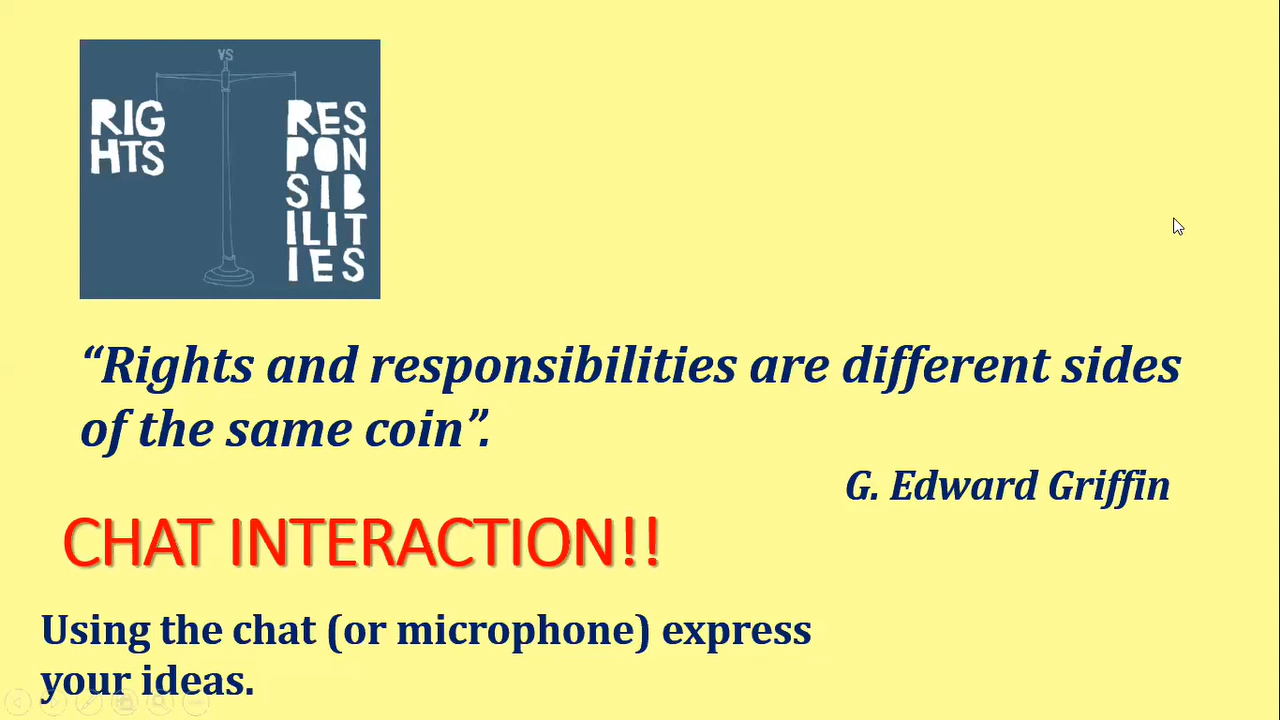 VS
RIG
HTS
RES
PON
SIB
ILIT
IES
“Rights and responsibilities are different sides
of the same coin”.
G. Edward Griffin
CHAT INTERACTION!!
Using the chat (or microphone) express
your ideas.